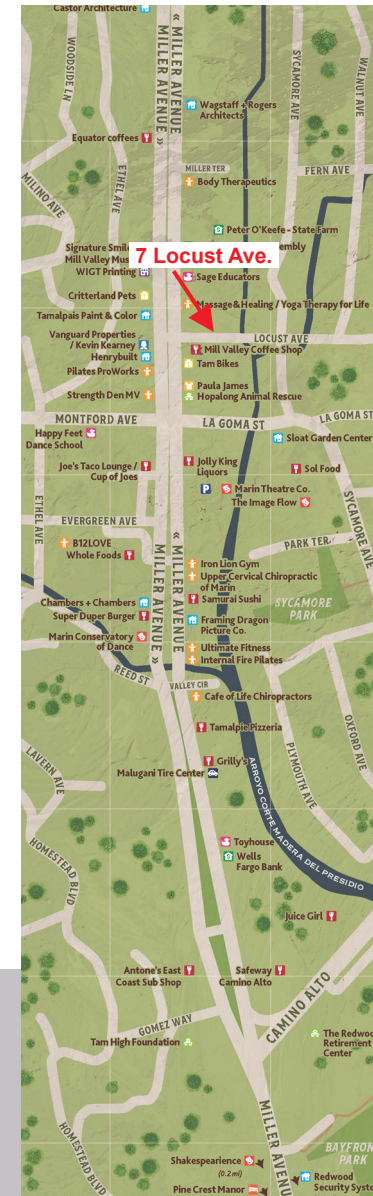 Castor Architecture
WOODSIDE LN
« MILLER AVENUE
MILLER AVENUE »
SYCAMORE AVE
WALNUT AVE
Wagstaff + Rogers
Architects
Equator coffees
ETHEL AVE
MILINO AVE
MILLER TER
FERN AVE
Body Therapeutics
Peter O'Keefe - State Farm
Signature
Mill Valley
7 Locust Ave.
WIGT Printing
Sage Educators
Critterland Pets
Massage & Healing / Yoga Therapy for Life
Tamalpais Paint & Color
LOCUST AVE
Vanguard Properties
/ Kevin Kearney
Mill Valley Coffee Shop
Henrybuilt
Tam Bikes
Pilates ProWorks
Paula James
Strength Den MV
Hopalong Animal Rescue
MONTFORD AVE
LA GOMA ST
LA GOMA ST
Happy Feet
Dance School
Sloat Garden Center
Joe's Taco Lounge /
Cup of Joes
Jolly King
Liquors
Sol Food
P
Marin Theatre Co.
The Image Flow
ETHEL AVE
SYCAMORE AVE
EVERGREEN AVE
B12LOVE
Whole Foods
PARK TER.
« MILLER AVENUE
MILLER AVENUE »
Iron Lion Gym
Upper Cervical Chiropractic
of Marin
Chambers + Chambers
Samurai Sushi
SYCAMORE
PARK
Super Duper Burger
Framing Dragon
Picture Co.
Marin Conservatory
of Dance
Ultimate Fitness
Internal Fire Pilates
REED ST
VALLEY CIR
Cafe of Life Chiropractors
OXFORD AVE
Tamalpie Pizzeria
LAVERN AVE
PLYMOUTH AVE
Grilly's
Malugani Tire Center
ARROYO CORTE MADERA DEL PRESIDIO
HOMESTEAD BLVD
Toyhouse
Wells
Fargo Bank
Juice Girl
Antone's East
Coast Sub Shop
Safeway
Camino Alto
CAMINO ALTO
GOMEZ WAY
Tam High Foundation
The Redwoo
Retirement
Center
HOMESTEAD BLVD
MILLER AVENU
BAYFRON
PARK
Shakespearience
(0.2 mi)
Redwood
Security Syste
Pine Crest Manor